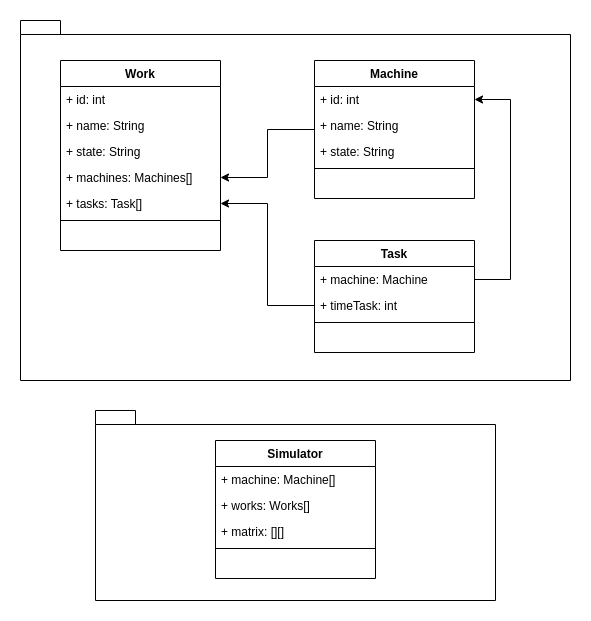 Work
+ id: int
+ name: String
+ state: String
+ machines: Machines[]
+ tasks: Task[]
Machine
+ id: int
+ name: String
+ state: String
Task
+ machine: Machine
+ timeTask: int
Simulator
+ machine: Machine[]
+ works: Works[]
+ matrix: [][]